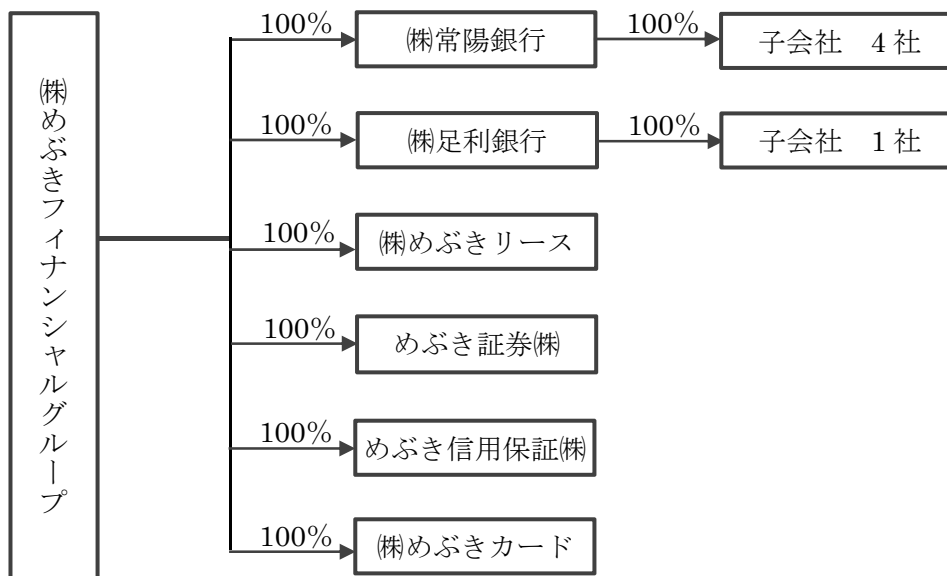 ㈱めぶきフィナンシャルグループ
100%
㈱常陽銀行
100%
子会社　4社
100%
㈱足利銀行
100%
子会社　1社
100%
㈱めぶきリース
100%
めぶき証券㈱
100%
めぶき信用保証㈱
100%
㈱めぶきカード